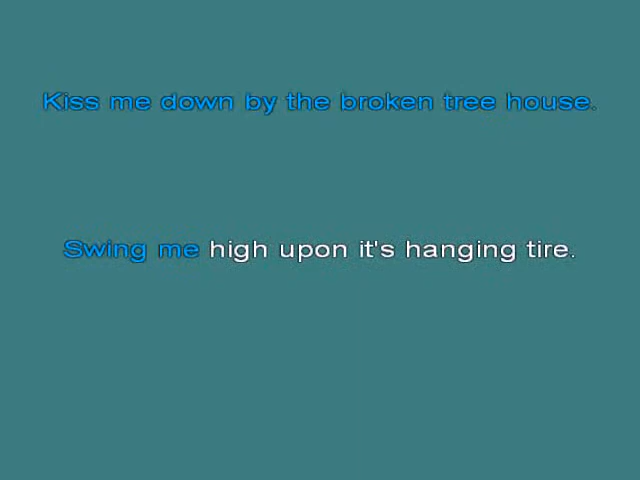 Kiss me down by the broken tree house.
Swing me high upon it's hanging tire.